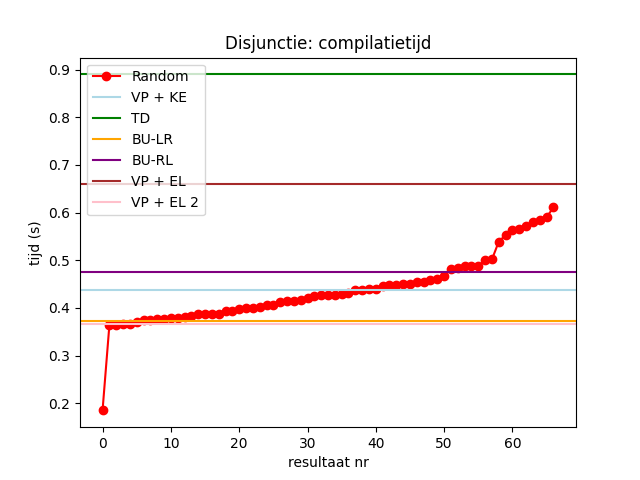 Disjunctie: compilatietijd
0.9
0.8
0.7
0.6
0.5
0.4
0.3
0.2
tijd (s)
Random
VP + KE
TD
BU-LR
BU-RL
VP + EL
VP + EL 2
0 10 20 30 40 50 60
resultaat nr